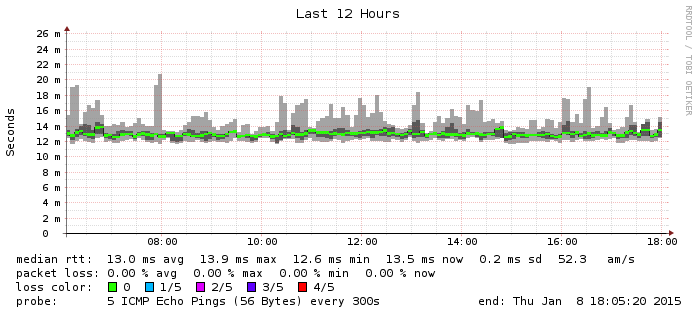 Last 12 Hours
RRDTOOL / TOBI OETIKER
Seconds
26 m
24 m
22 m
20 m
18 m
16 m
14 m
12 m
10 m
8 m
6 m
4 m
2 m
0
08:00 10:00 12:00 14:00 16:00 18:00
median rtt: 13.0 ms avg 13.9 ms max 12.6 ms min 13.5 ms now 0.2 ms sd 52.3 am/s
packet loss: 0.00 % avg 0.00 % max 0.00 % min 0.00 % now
loss color: 0 1/5 2/5 3/5 4/5
probe: 5 ICMP Echo Pings (56 Bytes) every 300s end: Thu Jan 8 18:05:20 2015